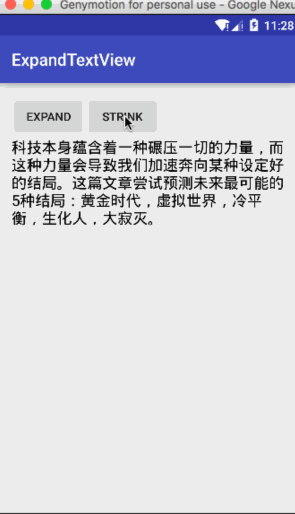 Genymotion for personal use - Google Nexu
11:28
ExpandTextView
EXPAND STRINK
科技本身蕴含着一种碾压一切的力量，而
这种力量会导致我们加速奔向某种设定好
的结局。这篇文章尝试预测未来最可能的
5种结局：黄金时代，虚拟世界，冷平
衡，生化人，大寂灭。